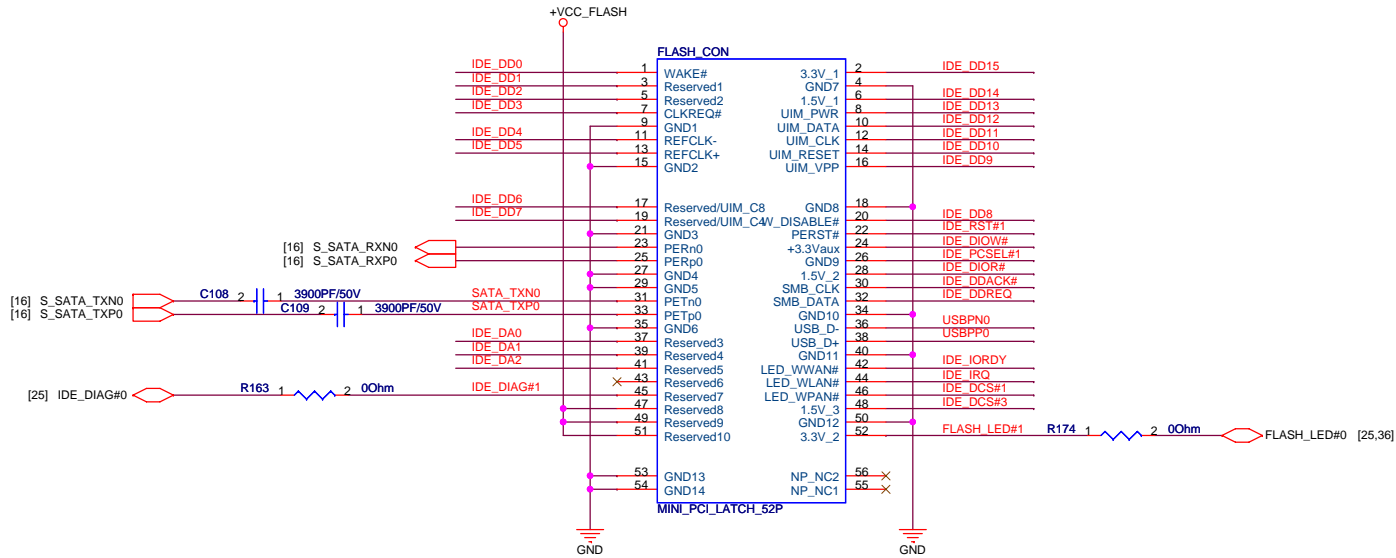 +VCC_FLASH
FLASH_CON
IDE_DD0 1 WAKE# 3.3V_1 2 IDE_DD15
IDE_DD1 3 Reserved1 GND7 4
IDE_DD2 5 Reserved2 1.5V_1 6 IDE_DD14
IDE_DD3 7 CLKREQ# UIM_PWR 8 IDE_DD13
9 GND1 UIM_DATA 10 IDE_DD12
IDE_DD4 11 REFCLK- UIM_CLK 12 IDE_DD11
IDE_DD5 13 REFCLK+ UIM_RESET 14 IDE_DD10
15 GND2 UIM_VPP 16 IDE_DD9
IDE_DD6 17 Reserved/UIM_C8 GND8 18
IDE_DD7 19 Reserved/UIM_C4 W_DISABLE# 20 IDE_DD8
21 GND3 PERST# 22 IDE_RST#1
[16] S_SATA_RXN0 23 PERn0 +3.3Vaux 24 IDE_DIOW#
[16] S_SATA_RXP0 25 PERp0 GND9 26 IDE_PCSEL#1
27 GND4 1.5V_2 28 IDE_DIOR#
29 GND5 SMB_CLK 30 IDE_DDACK#
[16] S_SATA_TXN0 C108 2 1 3900PF/50V SATA_TXN0 31 PETn0 SMB_DATA 32 IDE_DDREQ
[16] S_SATA_TXP0 C109 2 1 3900PF/50V SATA_TXP0 33 PETp0 GND10 34
35 GND6 USB_D- 36 USBPN0
IDE_DA0 37 Reserved3 USB_D+ 38 USBPP0
IDE_DA1 39 Reserved4 GND11 40
IDE_DA2 41 Reserved5 LED_WWAN# 42 IDE_IORDY
43 Reserved6 LED_WLAN# 44 IDE_IRQ
[25] IDE_DIAG#0 R163 1 2 0Ohm IDE_DIAG#1 45 Reserved7 LED_WPAN# 46 IDE_DCS#1
47 Reserved8 1.5V_3 48 IDE_DCS#3
49 Reserved9 GND12 50
51 Reserved10 3.3V_2 52 FLASH_LED#1 R174 1 2 0Ohm FLASH_LED#0 [25,36]
53 GND13 NP_NC2 56
54 GND14 NP_NC1 55
MINI_PCI_LATCH_52P
GND GND